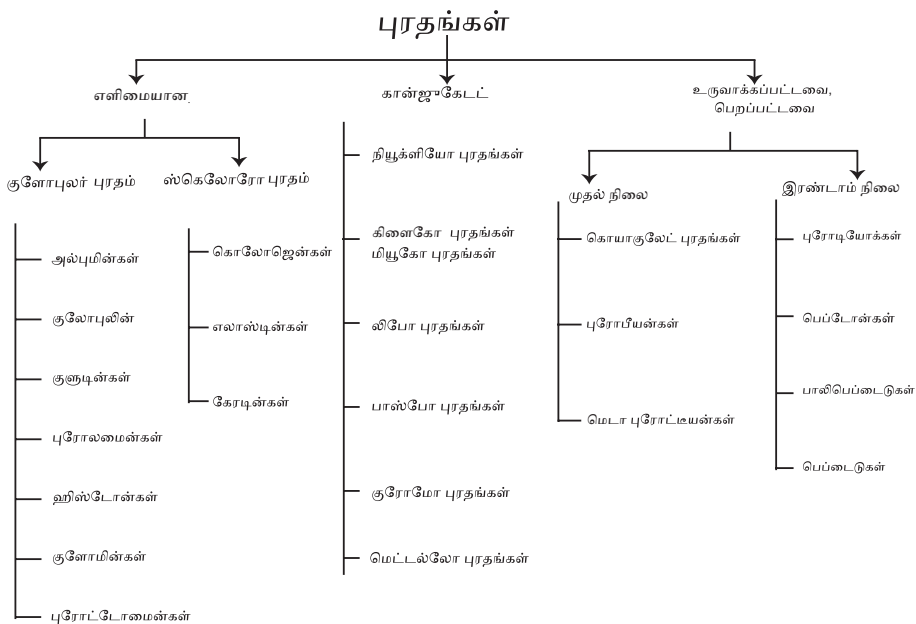 புரதங்கள்
எளிமையான
கான்ஜுகேடட்
உருவாக்கப்பட்டவை,
பெறப்பட்டவை
குளோபுலர் புரதம்
ஸ்கெலோரோ புரதம்
முதல் நிலை
இரண்டாம் நிலை
அல்புமின்கள்
குலோபுலின்
குளுடின்கள்
புரோலமைன்கள்
ஹிஸ்டோன்கள்
குளோமின்கள்
புரோட்டோமைன்கள்
கொலோஜென்கள்
எலாஸ்டின்கள்
கேரடின்கள்
நியூக்ளியோ புரதங்கள்
கிளைகோ புரதங்கள்
மியூகோ புரதங்கள்
லிபோ புரதங்கள்
பாஸ்போ புரதங்கள்
குரோமோ புரதங்கள்
மெட்டல்லோ புரதங்கள்
கொயாகுலேட் புரதங்கள்
புரோபீயன்கள்
மெடா புரோட்டீயன்கள்
புரோடியோக்கள்
பெப்டோன்கள்
பாலிபெப்டைடுகள்
பெப்டைடுகள்